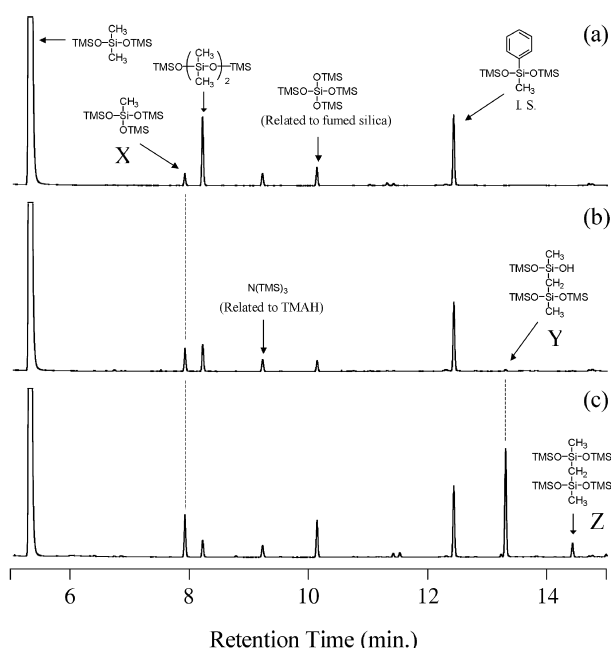 (a)
CH₃
TMSO-Si-OTMS
CH₃
CH₃
TMSO-(Si-O)-TMS
CH₃ 2
CH₃
TMSO-Si-OTMS
OTMS
X
OTMS
TMSO-Si-OTMS
OTMS
(Related to fumed silica)
TMSO-Si-OTMS
CH₃
I. S.
(b)
N(TMS)₃
(Related to TMAH)
CH₃
TMSO-Si-OH
CH₂
TMSO-Si-OTMS
CH₃
Y
(c)
CH₃
TMSO-Si-OTMS
CH₂
TMSO-Si-OTMS
CH₃
Z
6 8 10 12 14
Retention Time (min.)